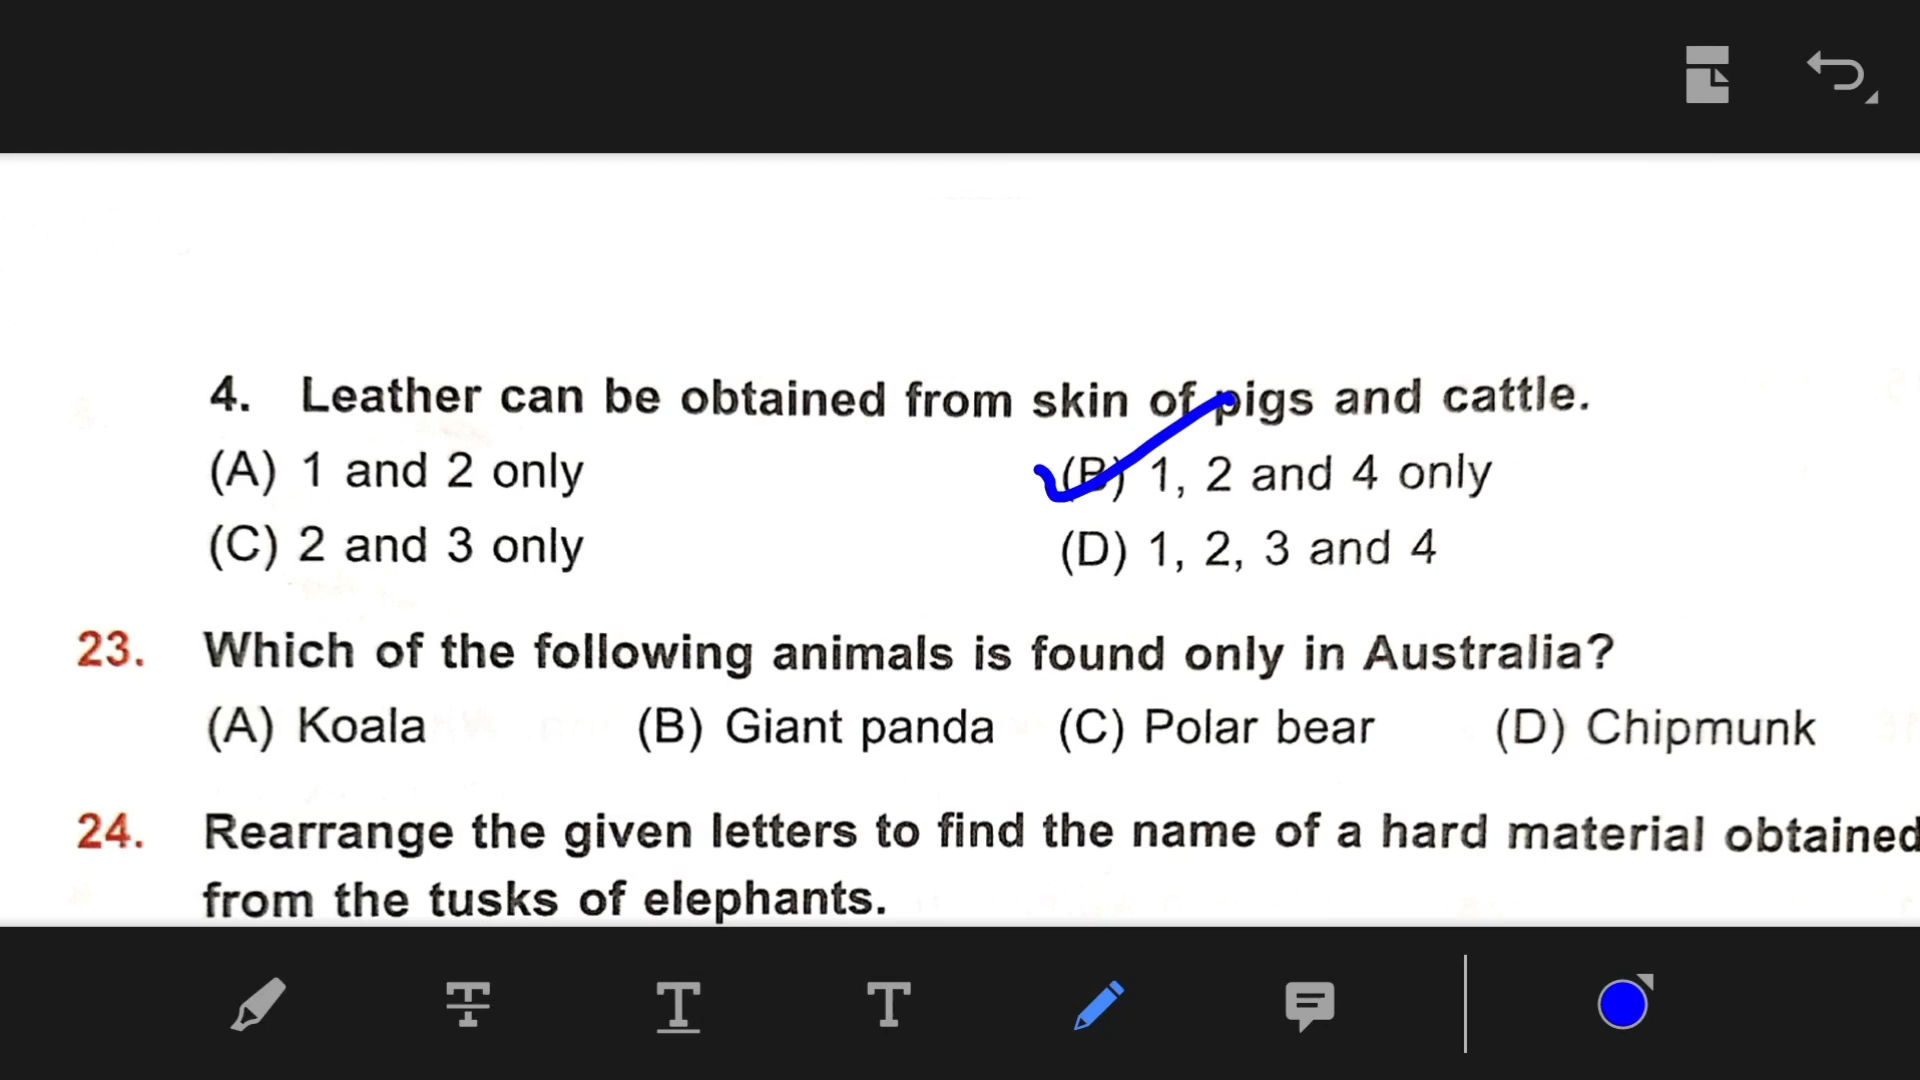 4. Leather can be obtained from skin of pigs and cattle.
(A) 1 and 2 only (B) 1, 2 and 4 only
(C) 2 and 3 only (D) 1, 2, 3 and 4
23. Which of the following animals is found only in Australia?
(A) Koala (B) Giant panda (C) Polar bear (D) Chipmunk
24. Rearrange the given letters to find the name of a hard material obtained
from the tusks of elephants.